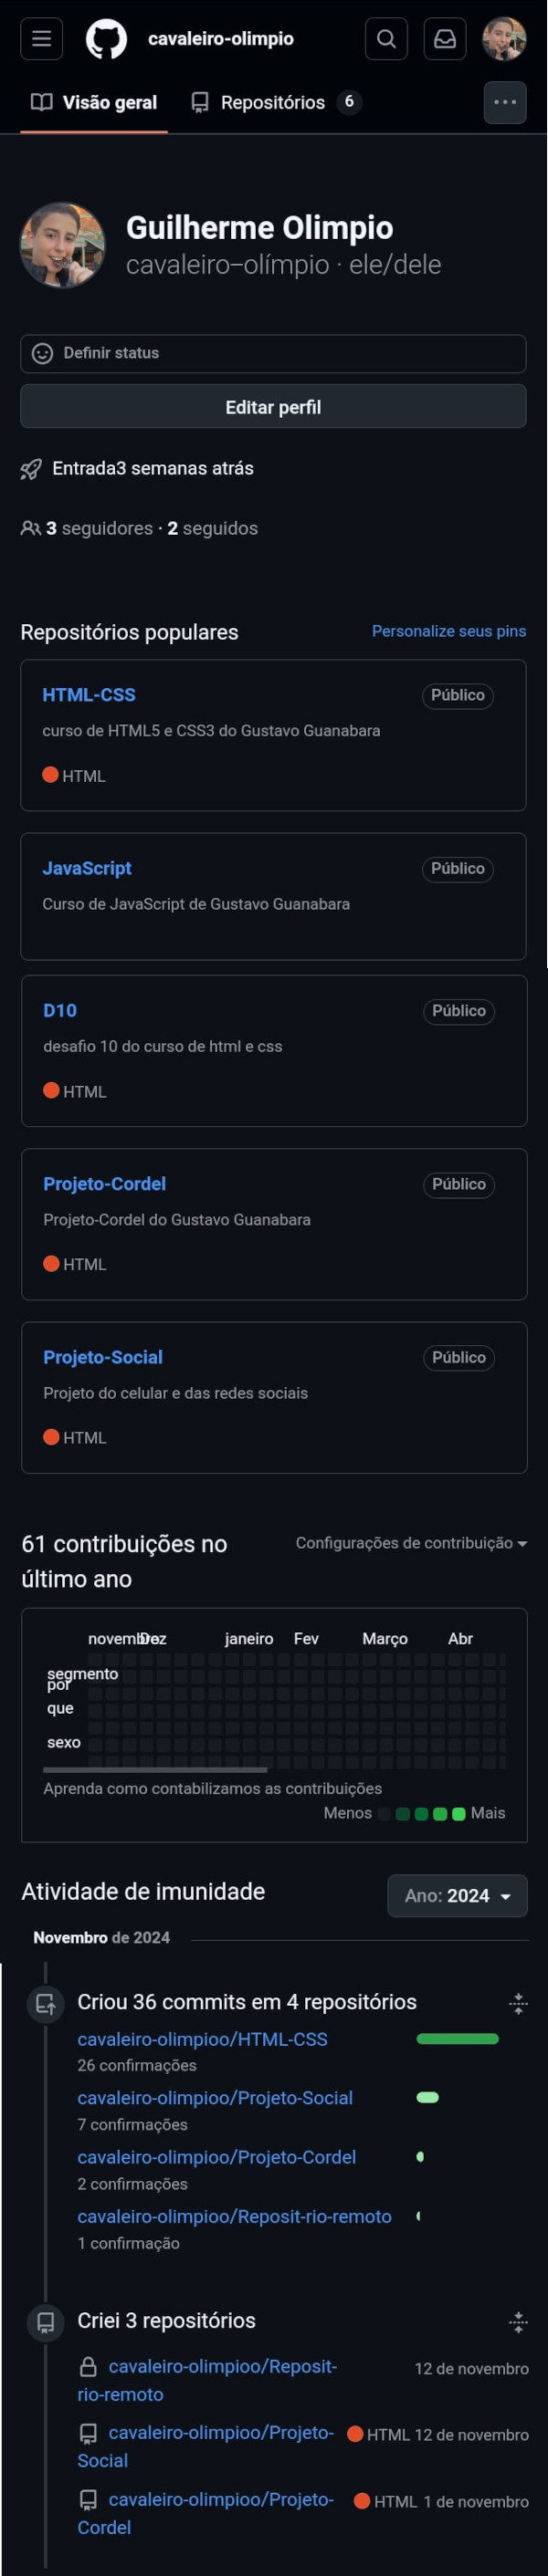 cavaleiro-olimpio
Visão geral
Repositórios 6
Guilherme Olimpio
cavaleiro–olímpio · ele/dele
Definir status
Editar perfil
Entrada3 semanas atrás
3 seguidores · 2 seguidos
Repositórios populares
Personalize seus pins
HTML-CSS
Público
curso de HTML5 e CSS3 do Gustavo Guanabara
HTML
JavaScript
Público
Curso de JavaScript de Gustavo Guanabara
D10
Público
desafio 10 do curso de html e css
HTML
Projeto-Cordel
Público
Projeto-Cordel do Gustavo Guanabara
HTML
Projeto-Social
Público
Projeto do celular e das redes sociais
HTML
61 contribuições no
último ano
Configurações de contribuição
novembro Dez janeiro Fev Março Abr
segmento
por
que
sexo
Aprenda como contabilizamos as contribuições
Menos Mais
Atividade de imunidade
Ano: 2024
Novembro de 2024
Criou 36 commits em 4 repositórios
cavaleiro-olimpioo/HTML-CSS
26 confirmações
cavaleiro-olimpioo/Projeto-Social
7 confirmações
cavaleiro-olimpioo/Projeto-Cordel
2 confirmações
cavaleiro-olimpioo/Reposit-rio-remoto
1 confirmação
Criei 3 repositórios
cavaleiro-olimpioo/Reposit-
rio-remoto
12 de novembro
cavaleiro-olimpioo/Projeto-
Social
HTML 12 de novembro
cavaleiro-olimpioo/Projeto-
Cordel
HTML 1 de novembro